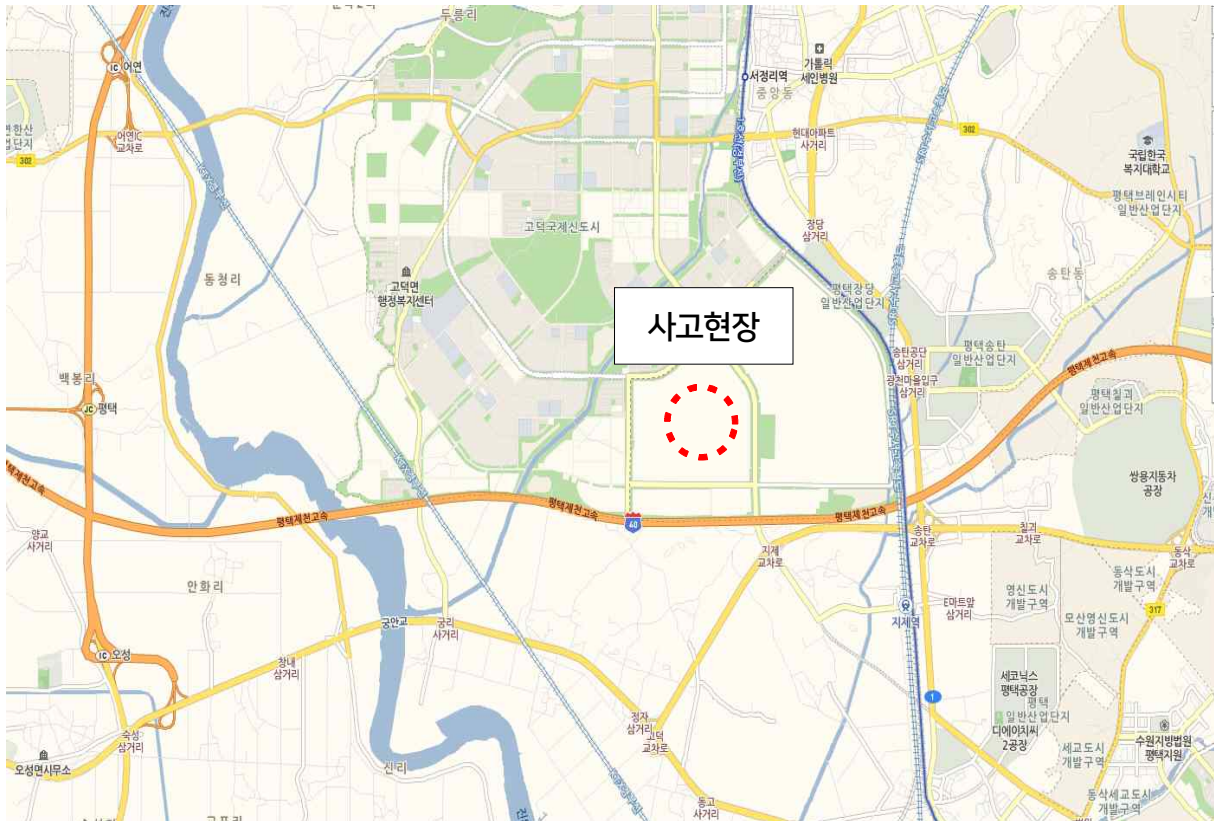 두릉리
가톨릭
세인병원
서정리역
중앙동
어연
IC
어연IC
교차로
302
302
현대아파트
사거리
국립한국
복지대학교
평택브레인시티
일반산업단지
고덕국제신도시
장당
삼거리
동청리
고덕면
행정복지센터
송탄동
평택장당
일반산업단지
사고현장
송탄공단
삼거리
평택송탄
일반산업단지
평택제천고속
백봉리
JC
평택
평택칠괴
일반산업단지
쌍용자동차
공장
평택제천고속
평택제천고속
평택제천고속
평택제천고속
40
양교
사거리
지제
교차로
송탄
교차로
칠괴
교차로
동삭
교차로
안화리
영신도시
개발구역
동삭도시
개발구역
317
궁안교
궁리
사거리
지제역
E마트앞
삼거리
모산영신도시
개발구역
IC
오성
창내
삼거리
세코닉스
평택공장
평택
일반산업단지
1
디에이치씨
2공장
숙성
삼거리
정자
삼거리
고덕
교차로
수원지방법원
평택지원
세교도시
개발구역
오성면사무소
신리
동고
사거리
동삭세교도시
개발구역